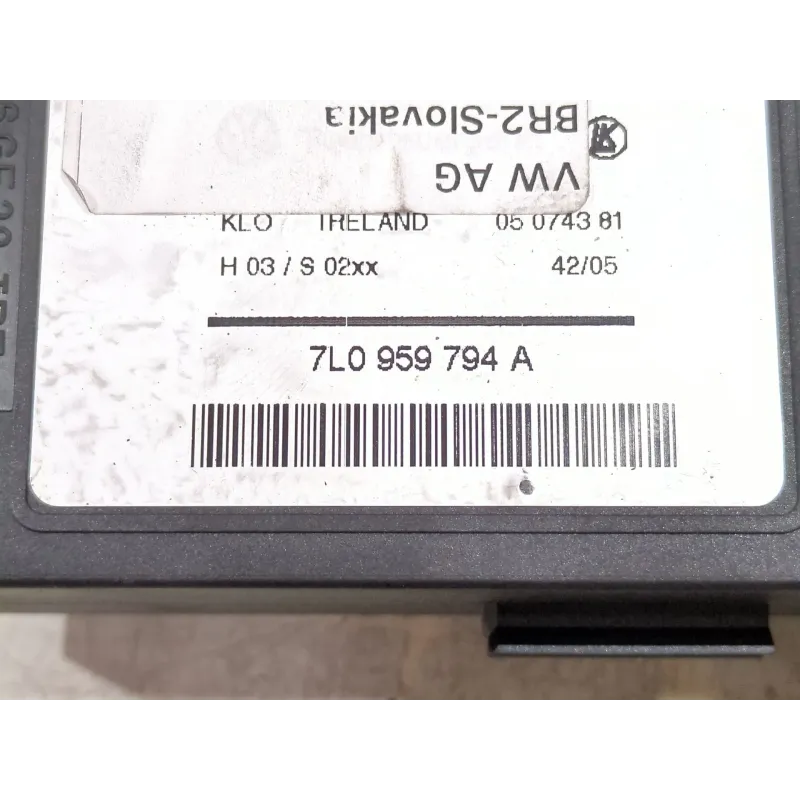 BR2-Slovakia
VW AG
KLO IRELAND 05 0743 81
H 03 / S 02xx 42/05
7L0 959 794 A